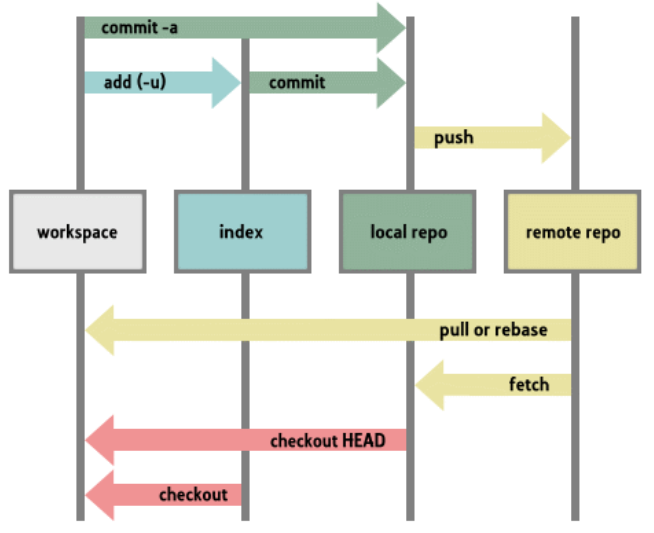 commit -a
add (-u)
commit
push
workspace
index
local repo
remote repo
pull or rebase
fetch
checkout HEAD
checkout